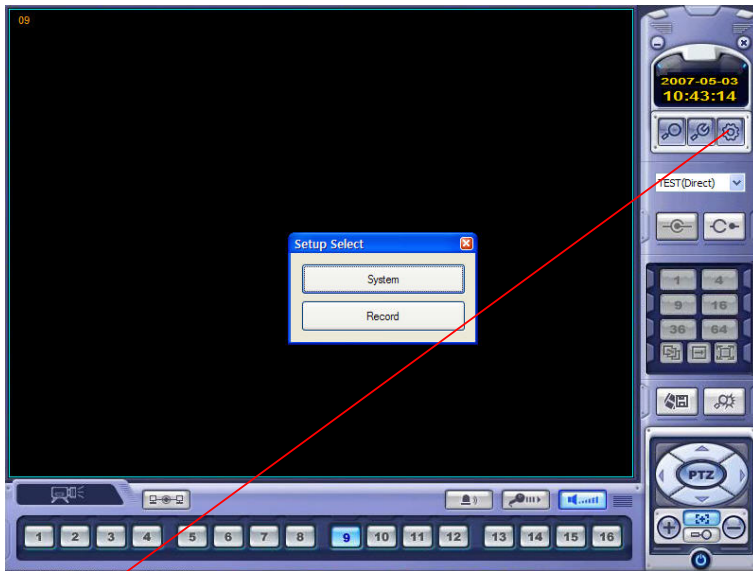 09
2007-05-03
10:43:14
TEST(Direct)
Setup Select
System
Record
1 4
9 16
36 64
PTZ
1 2 3 4 5 6 7 8 9 10 11 12 13 14 15 16